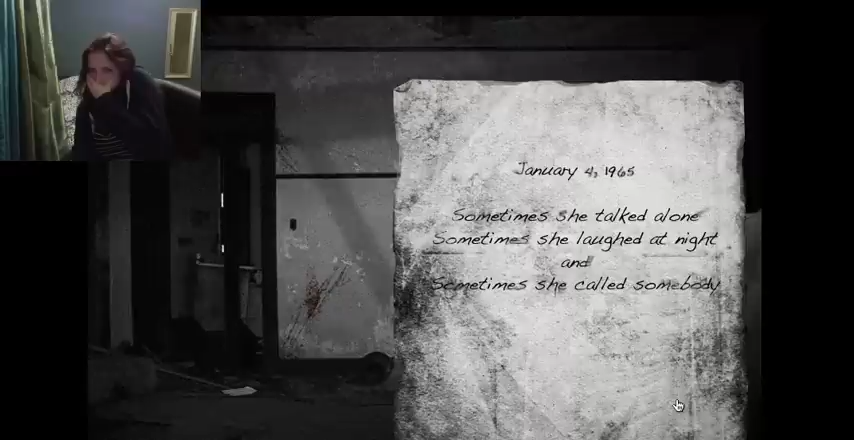 January 4, 1965
Sometimes she talked alone
Sometimes she laughed at night
and
Sometimes she called somebody